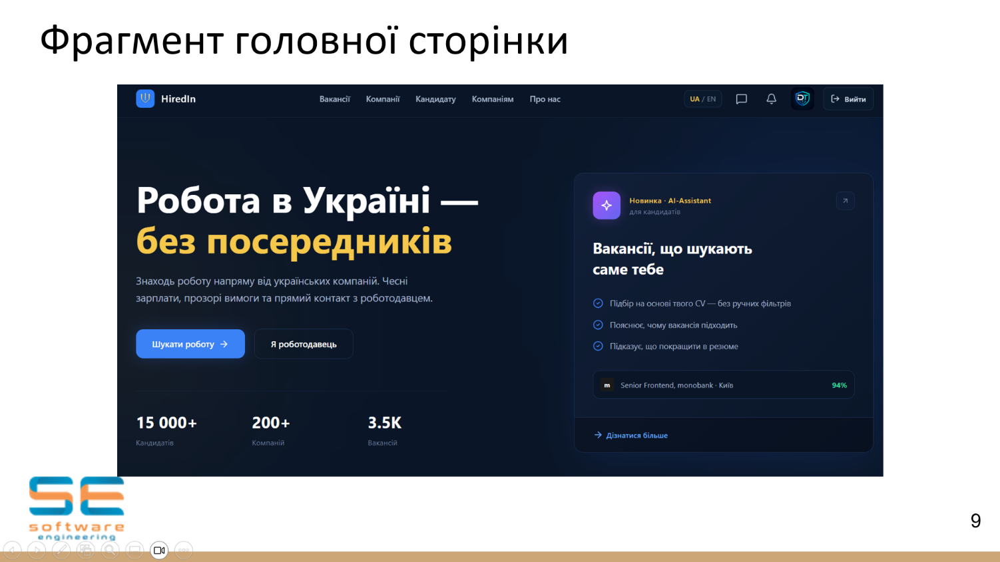 Фрагмент головної сторінки
HiredIn
Вакансії Компанії Кандидату Компаніям Про нас
UA / EN
DT
Вийти
Робота в Україні —
без посередників
Знаходь роботу напряму від українських компаній. Чесні
зарплати, прозорі вимоги та прямий контакт з роботодавцем.
Шукати роботу →
Я роботодавець
15 000+ 200+ 3.5K
Кандидатів Компаній Вакансій
Новинка · AI-Assistant
для кандидатів
Вакансії, що шукають
саме тебе
Підбір на основі твого CV — без ручних фільтрів
Пояснює, чому вакансія підходить
Підказує, що покращити в резюме
m Senior Frontend, monobank · Київ 94%
→ Дізнатися більше
SE
software
engineering
9